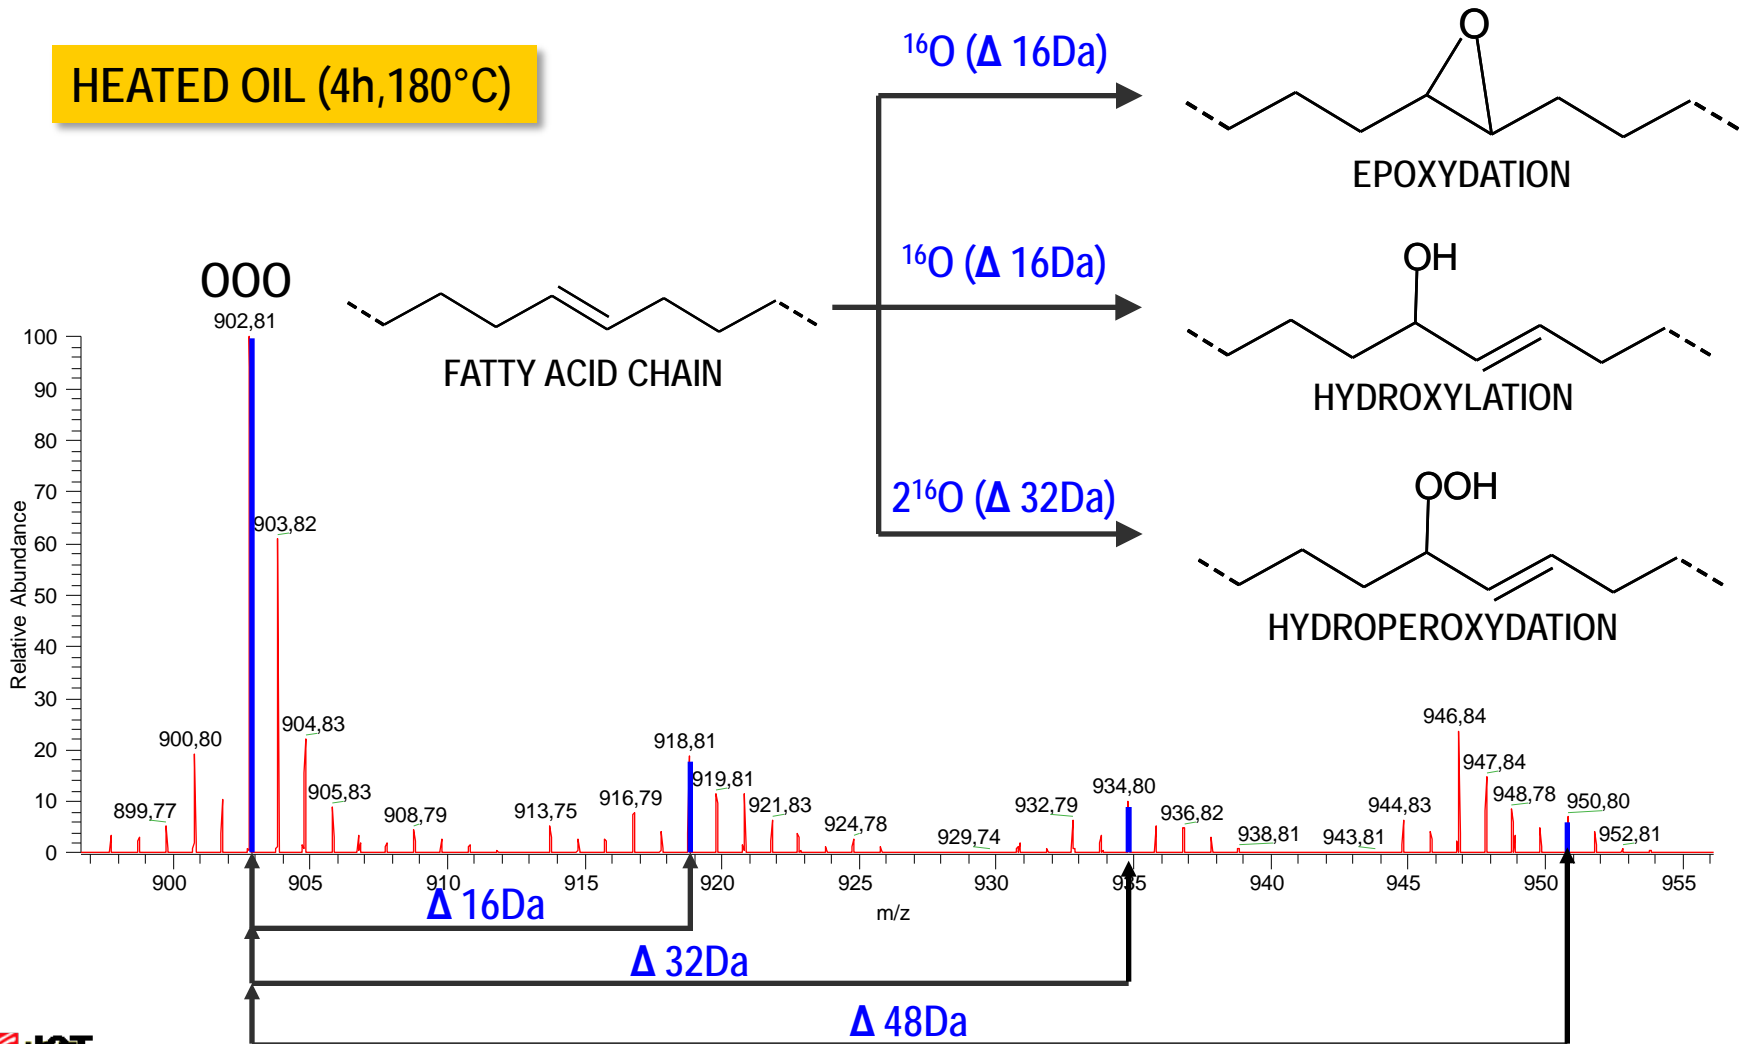 HEATED OIL (4h,180°C)
¹⁶O (Δ 16Da)
O
EPOXYDATION
¹⁶O (Δ 16Da)
OH
HYDROXYLATION
2¹⁶O (Δ 32Da)
OOH
HYDROPEROXYDATION
OOO
FATTY ACID CHAIN
902,81
903,82
904,83
900,80
899,77
905,83
908,79
913,75
916,79
918,81
919,81
921,83
924,78
929,74
932,79
934,80
936,82
938,81
943,81
944,83
946,84
947,84
948,78
950,80
952,81
Relative Abundance
100
90
80
70
60
50
40
30
20
10
0
900 905 910 915 920 925 930 935 940 945 950 955
m/z
Δ 16Da
Δ 32Da
Δ 48Da